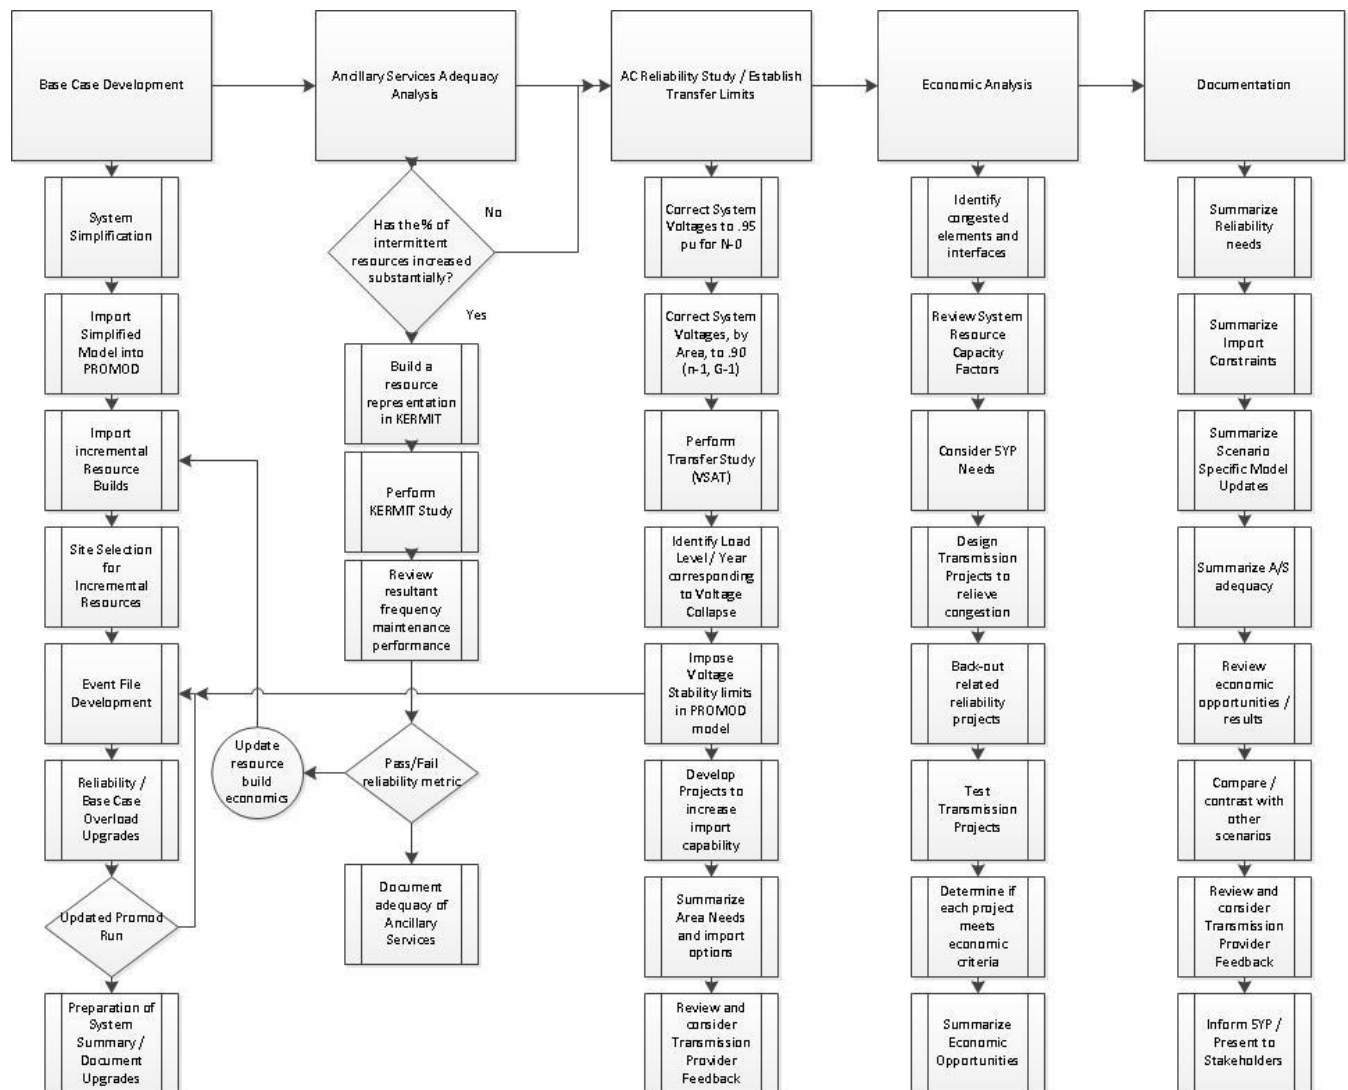 Base Case Development
Ancillary Services Adequacy
Analysis
AC Reliability Study / Establish
Transfer Limits
Economic Analysis
Documentation
System
Simplification
Import
Simplified
Model into
PROMOD
Import
incremental
Resource
Builds
Site Selection
for
Incremental
Resources
Event File
Development
Reliability /
Base Case
Overload
Upgrades
Updated Promod
Run
Preparation of
System
Summary /
Document
Upgrades
Has the % of
intermittent
resources increased
substantially?
No
Yes
Build a
resource
representation
in KERMIT
Perform
KERMIT Study
Review
resultant
frequency
maintenance
performance
Pass/Fail
reliability metric
Update
resource
build
economics
Document
adequacy of
Ancillary
Services
Correct System
Voltages to .95
pu for N-0
Correct System
Voltages, by
Area, to .90
(n-1, G-1)
Perform
Transfer Study
(VSAT)
Identify Load
Level / Year
corresponding
to Voltage
Collapse
Impose
Voltage
Stability limits
in PROMOD
model
Develop
Projects to
increase
import
capability
Summarize
Area Needs
and import
options
Review and
consider
Transmission
Provider
Feedback
Identify
congested
elements and
interfaces
Review System
Resource
Capacity
Factors
Consider 5YP
Needs
Design
Transmission
Projects to
relieve
congestion
Back-out
related
reliability
projects
Test
Transmission
Projects
Determine if
each project
meets
economic
criteria
Summarize
Economic
Opportunities
Summarize
Reliability
needs
Summarize
Import
Constraints
Summarize
Scenario
Specific Model
Updates
Summarize A/S
adequacy
Review
economic
opportunities /
results
Compare /
contrast with
other
scenarios
Review and
consider
Transmission
Provider
Feedback
Inform 5YP /
Present to
Stakeholders